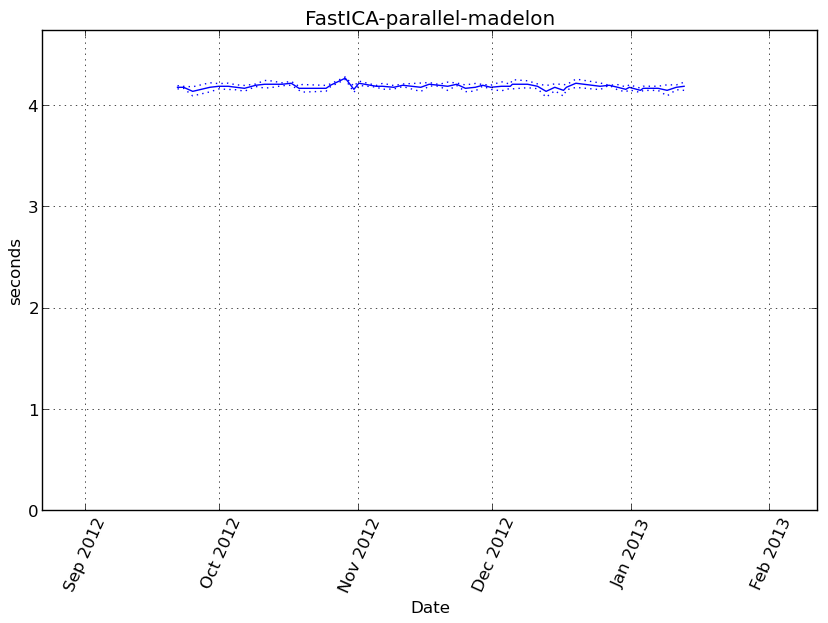 FastICA-parallel-madelon
4
3
2
1
0
seconds
Sep 2012
Oct 2012
Nov 2012
Dec 2012
Jan 2013
Feb 2013
Date